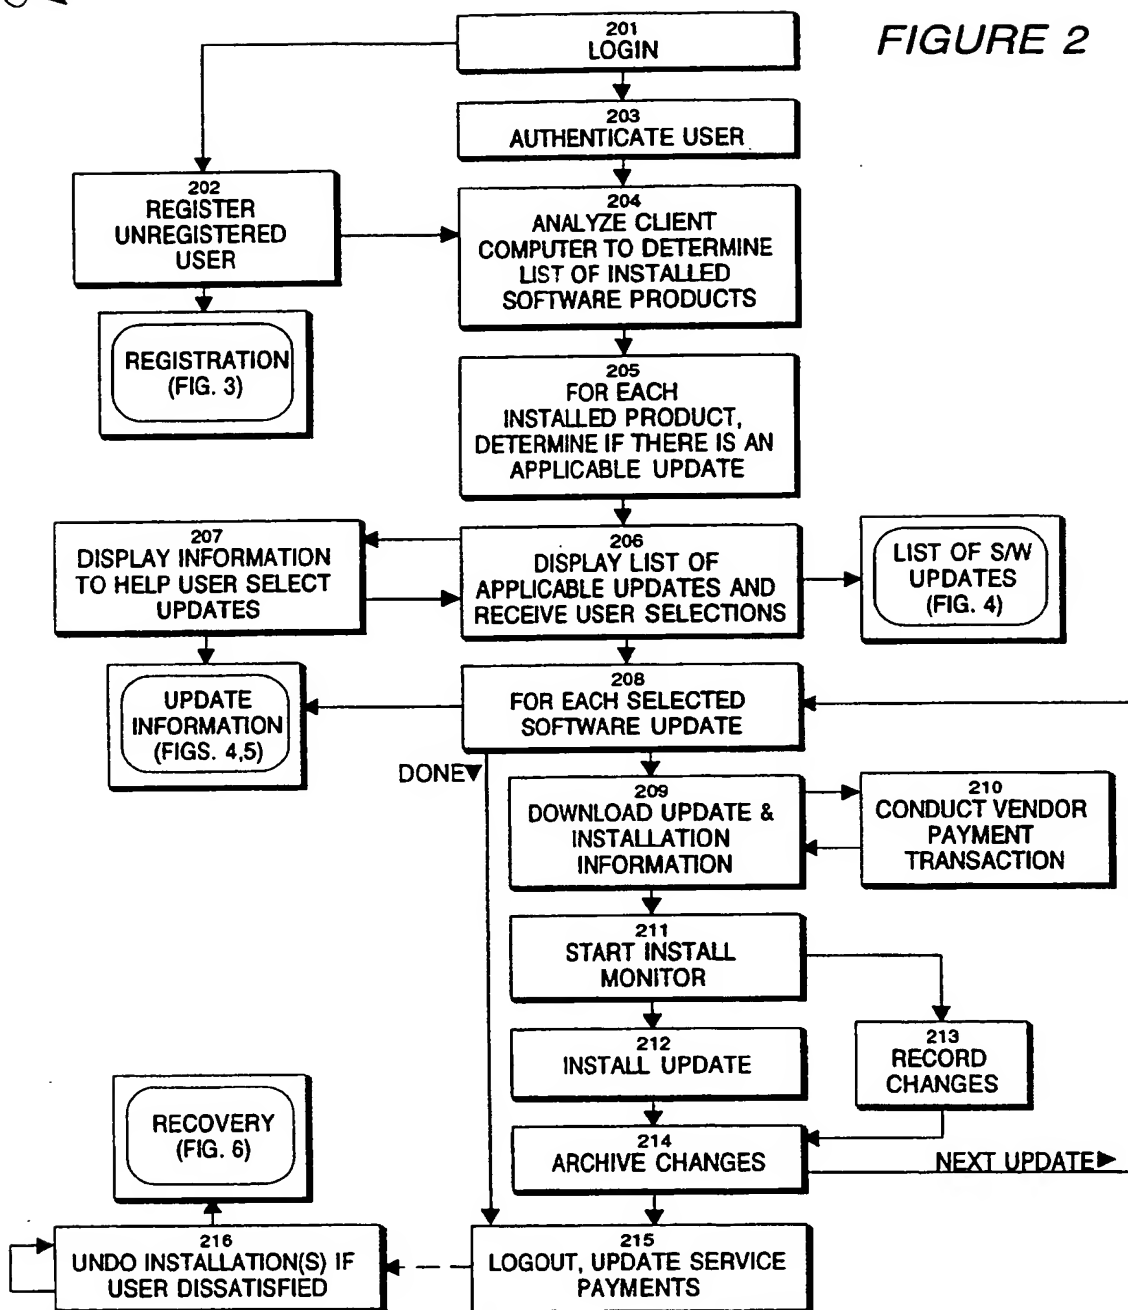 FIGURE 2
201
LOGIN
203
AUTHENTICATE USER
202
REGISTER
UNREGISTERED
USER
204
ANALYZE CLIENT
COMPUTER TO DETERMINE
LIST OF INSTALLED
SOFTWARE PRODUCTS
REGISTRATION
(FIG. 3)
205
FOR EACH
INSTALLED PRODUCT,
DETERMINE IF THERE IS AN
APPLICABLE UPDATE
207
DISPLAY INFORMATION
TO HELP USER SELECT
UPDATES
206
DISPLAY LIST OF
APPLICABLE UPDATES AND
RECEIVE USER SELECTIONS
LIST OF S/W
UPDATES
(FIG. 4)
UPDATE
INFORMATION
(FIGS. 4,5)
208
FOR EACH SELECTED
SOFTWARE UPDATE
DONE
209
DOWNLOAD UPDATE &
INSTALLATION
INFORMATION
210
CONDUCT VENDOR
PAYMENT
TRANSACTION
211
START INSTALL
MONITOR
212
INSTALL UPDATE
213
RECORD
CHANGES
RECOVERY
(FIG. 6)
214
ARCHIVE CHANGES
NEXT UPDATE
216
UNDO INSTALLATION(S) IF
USER DISSATISFIED
215
LOGOUT, UPDATE SERVICE
PAYMENTS